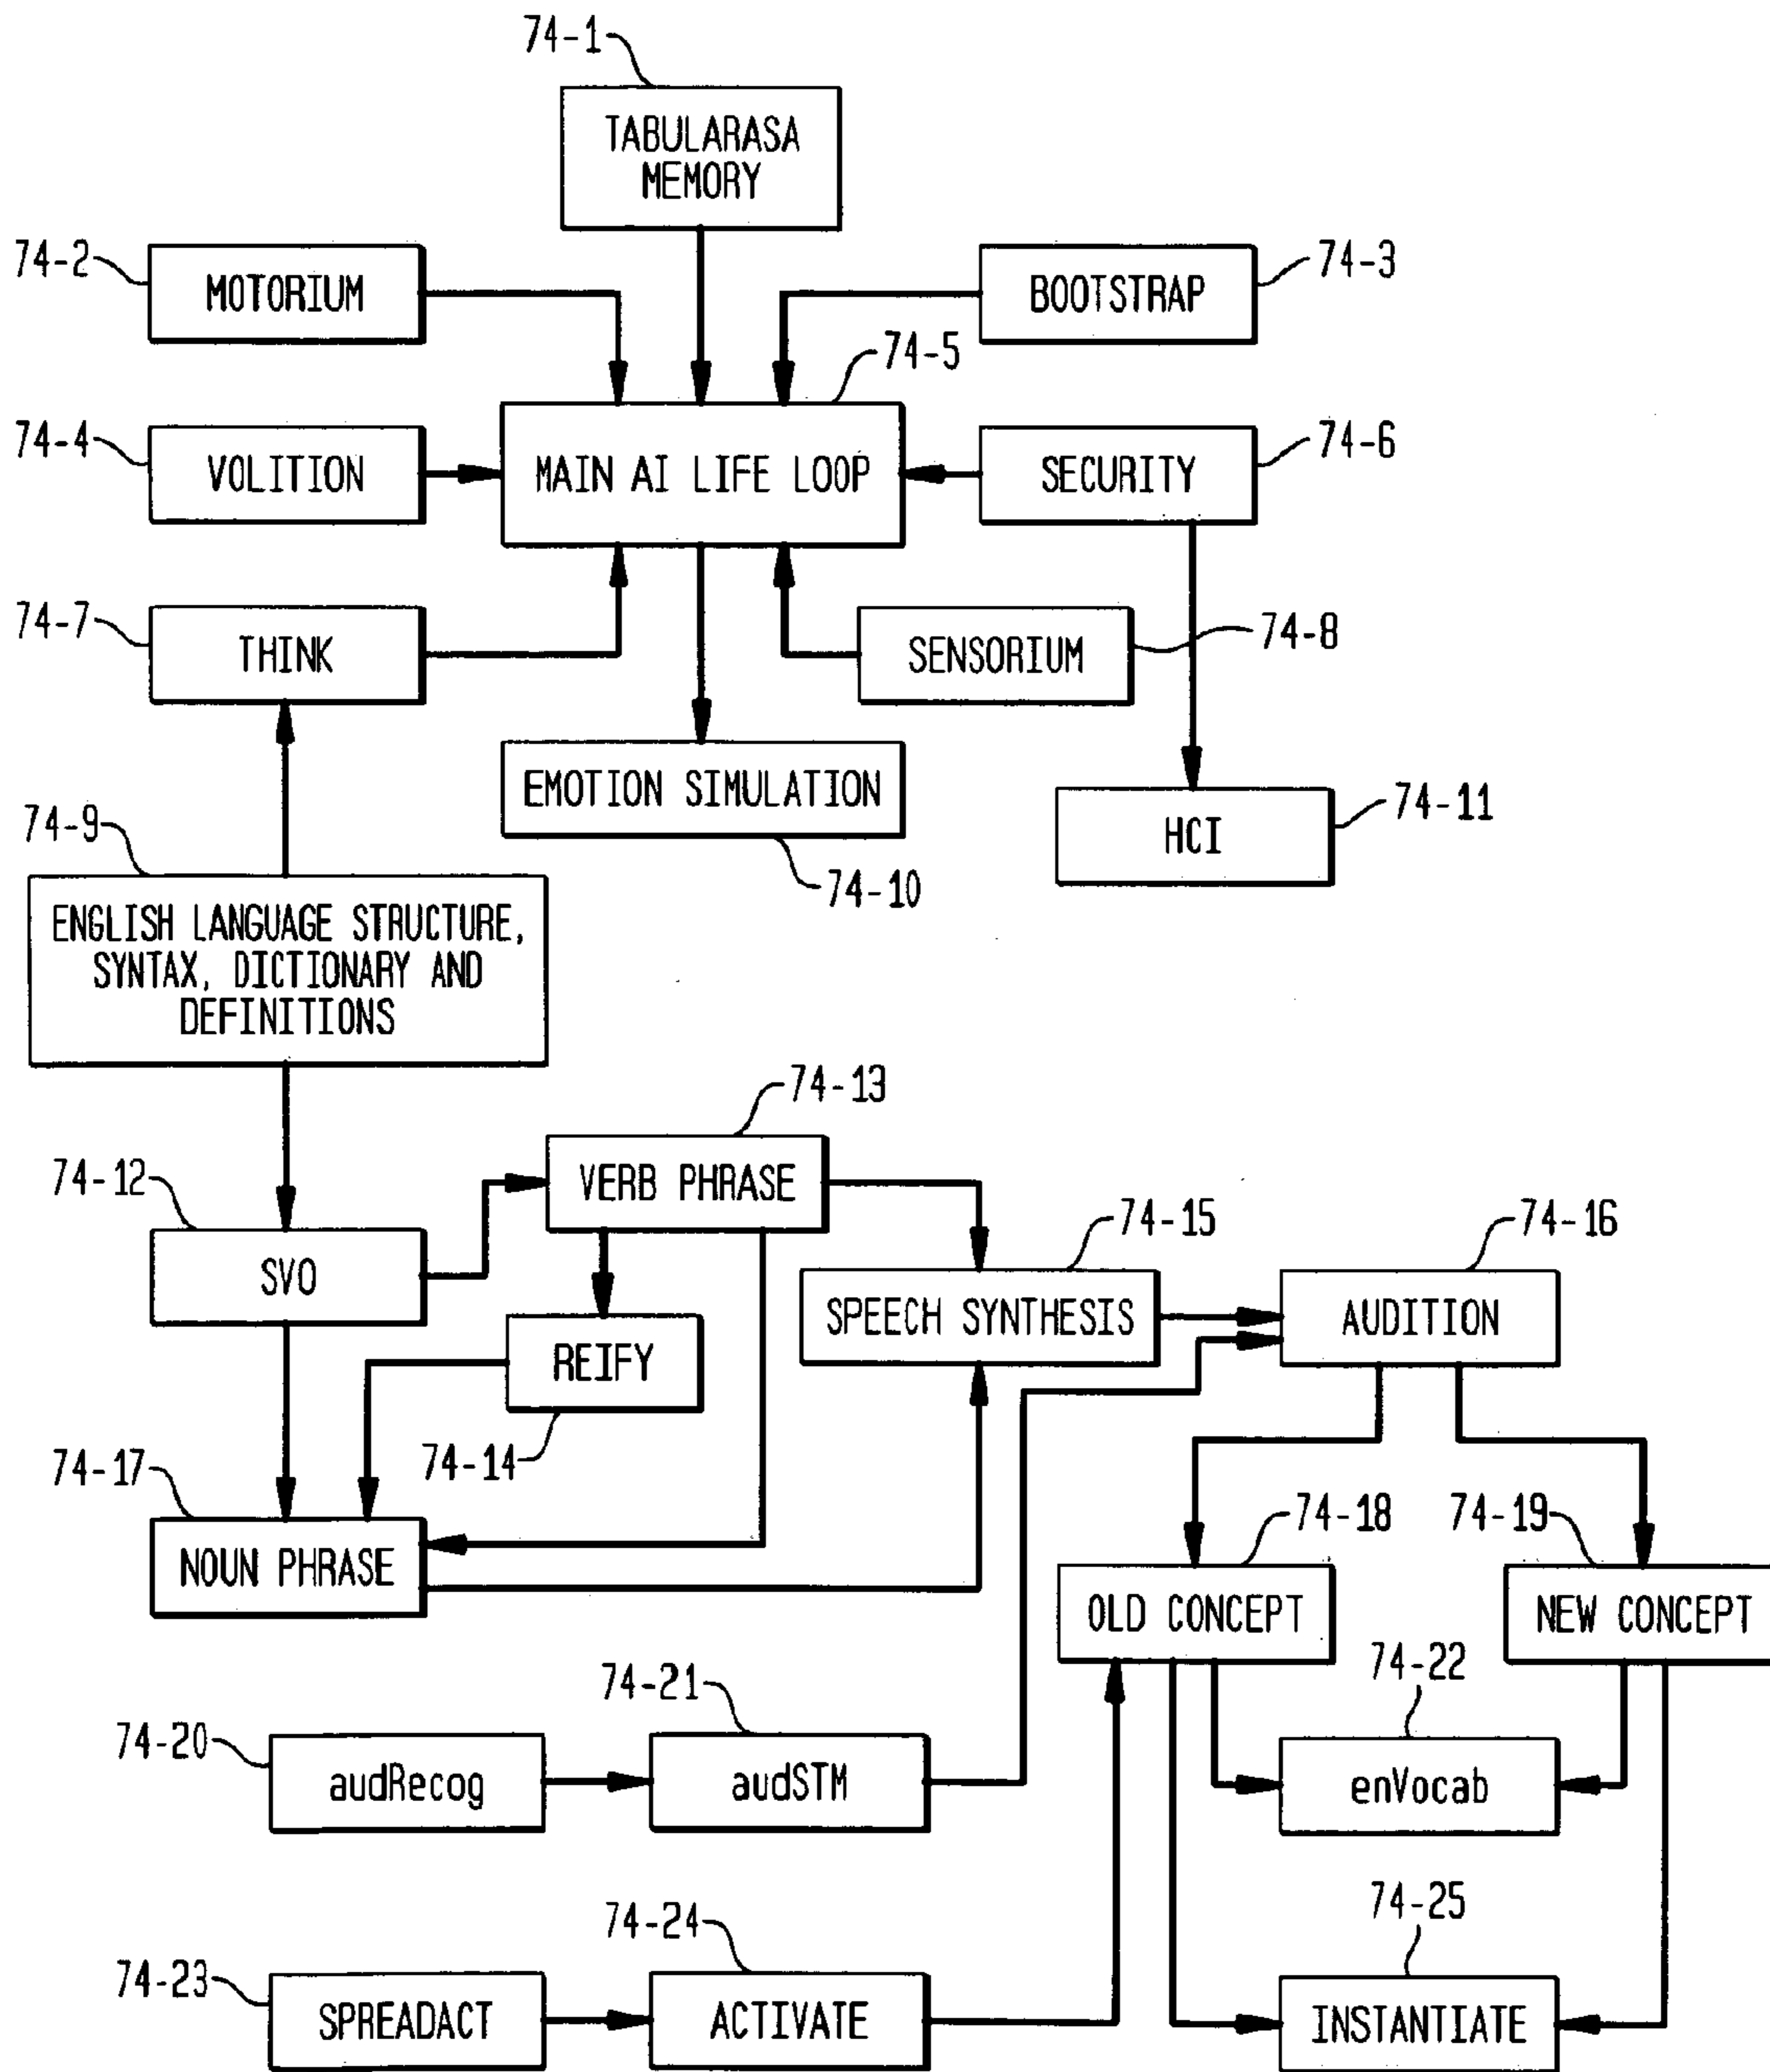 74-1
TABULARASA
MEMORY
74-2
MOTORIUM
BOOTSTRAP
74-3
74-5
74-4
VOLITION
MAIN AI LIFE LOOP
SECURITY
74-6
74-7
THINK
SENSORIUM
74-8
EMOTION SIMULATION
74-10
HCI
74-11
74-9
ENGLISH LANGUAGE STRUCTURE,
SYNTAX, DICTIONARY AND
DEFINITIONS
74-13
VERB PHRASE
74-12
SVO
74-15
SPEECH SYNTHESIS
74-16
AUDITION
REIFY
74-14
74-17
NOUN PHRASE
74-18
OLD CONCEPT
74-19
NEW CONCEPT
74-20
audRecog
74-21
audSTM
74-22
enVocab
74-23
SPREADACT
74-24
ACTIVATE
74-25
INSTANTIATE